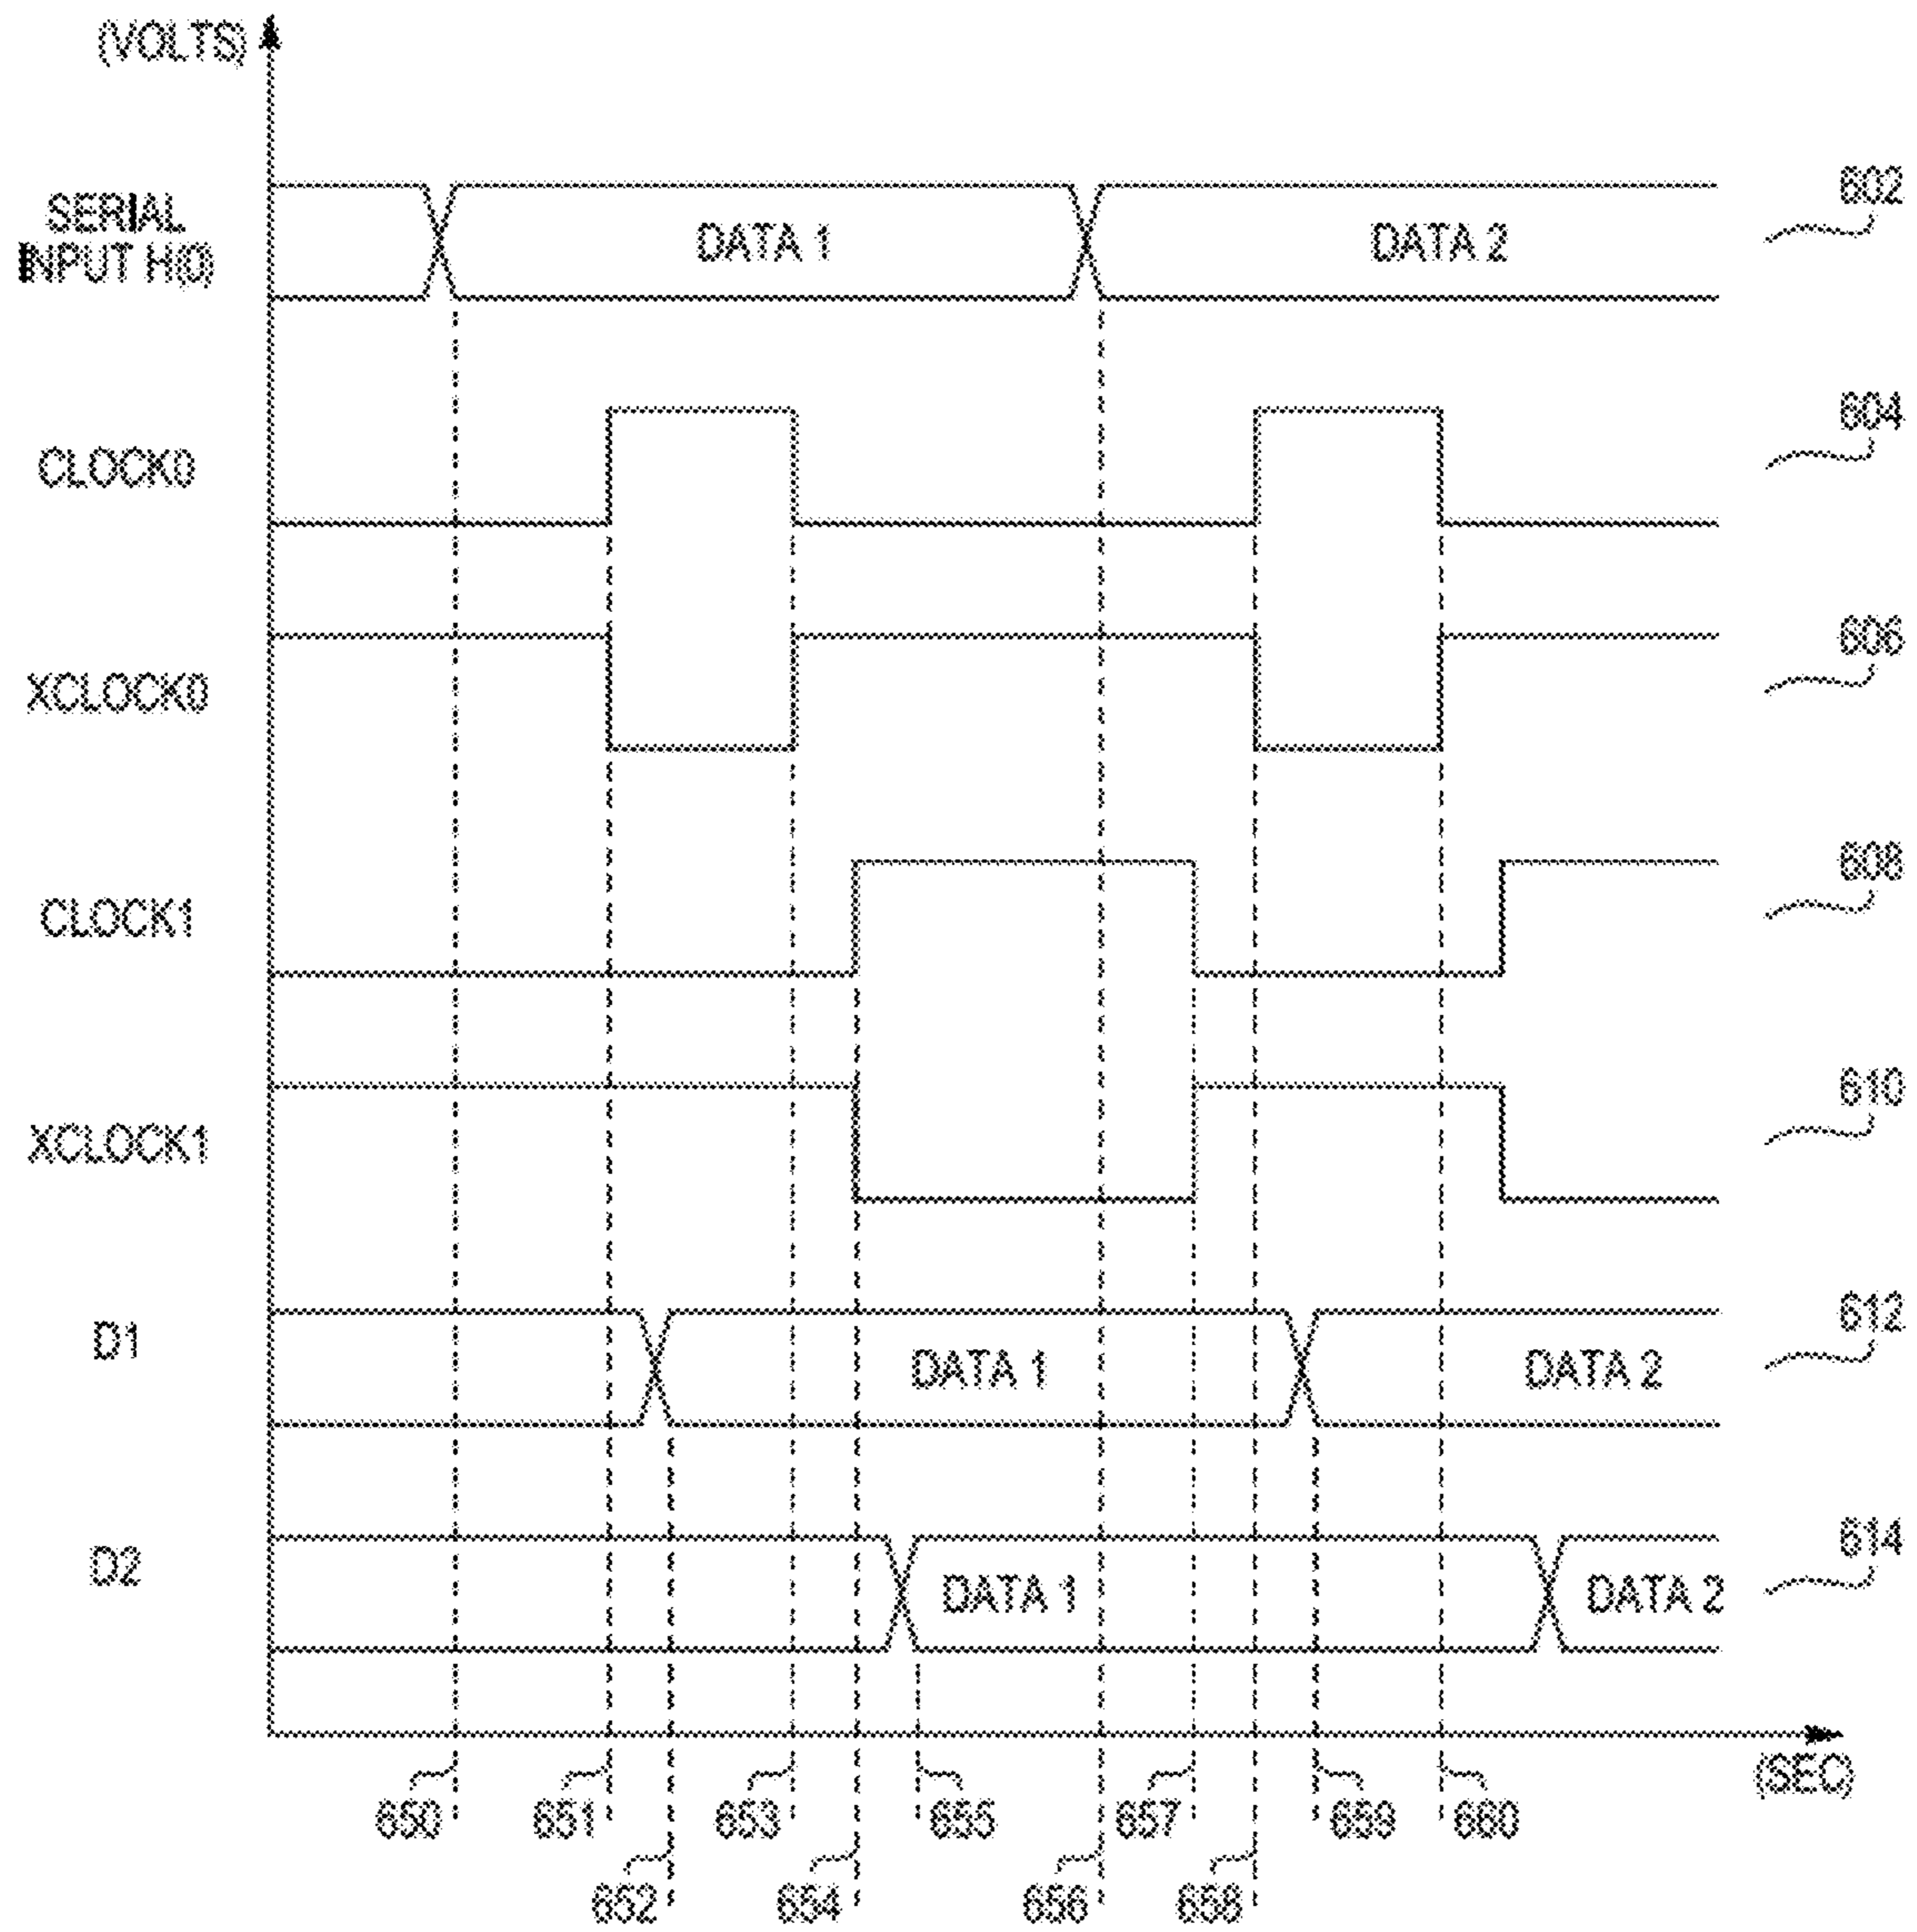 (VOLTS)
SERIAL
INPUT H(0)
DATA 1
DATA 2
602
CLOCK0
604
XCLOCK0
606
CLOCK1
608
XCLOCK1
610
D1
DATA 1
DATA 2
612
D2
DATA 1
DATA 2
614
(SEC)
650
651
653
655
657
659
660
652
654
656
658